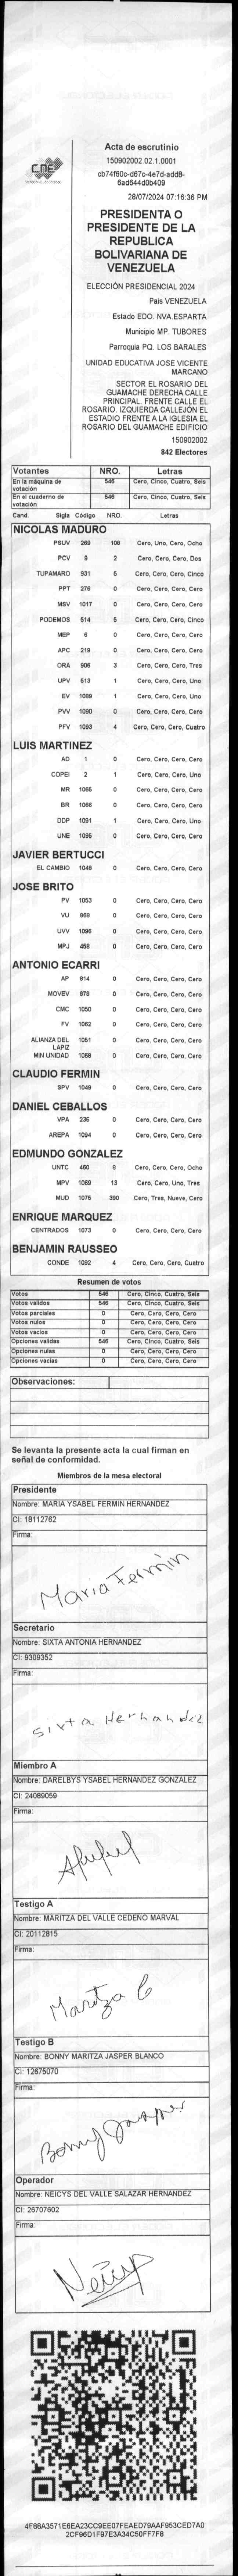 CNE
Acta de escrutinio
150902002.02.1.0001
cb74f60c-d67c-4e7d-add8-
6ad644d0b409
28/07/2024 07:16:36 PM
PRESIDENTA O
PRESIDENTE DE LA
REPUBLICA
BOLIVARIANA DE
VENEZUELA
ELECCIÓN PRESIDENCIAL 2024
Pais VENEZUELA
Estado EDO. NVA.ESPARTA
Municipio MP. TUBORES
Parroquia PQ. LOS BARALES
UNIDAD EDUCATIVA JOSE VICENTE
MARCANO
SECTOR EL ROSARIO DEL
GUAMACHE DERECHA CALLE
PRINCIPAL. FRENTE CALLE EL
ROSARIO. IZQUIERDA CALLEJÓN EL
ESTADIO FRENTE A LA IGLESIA EL
ROSARIO DEL GUAMACHE EDIFICIO
150902002
842 Electores
Votantes NRO. Letras
En la máquina de votación 546 Cero, Cinco, Cuatro, Seis
En el cuaderno de votación 546 Cero, Cinco, Cuatro, Seis
Cand. Sigla Código NRO. Letras
NICOLAS MADURO
PSUV 269 108 Cero, Uno, Cero, Ocho
PCV 9 2 Cero, Cero, Cero, Dos
TUPAMARO 931 5 Cero, Cero, Cero, Cinco
PPT 276 0 Cero, Cero, Cero, Cero
MSV 1017 0 Cero, Cero, Cero, Cero
PODEMOS 514 5 Cero, Cero, Cero, Cinco
MEP 6 0 Cero, Cero, Cero, Cero
APC 219 0 Cero, Cero, Cero, Cero
ORA 906 3 Cero, Cero, Cero, Tres
UPV 613 1 Cero, Cero, Cero, Uno
EV 1089 1 Cero, Cero, Cero, Uno
PVV 1090 0 Cero, Cero, Cero, Cero
PFV 1093 4 Cero, Cero, Cero, Cuatro
LUIS MARTINEZ
AD 1 0 Cero, Cero, Cero, Cero
COPEI 2 1 Cero, Cero, Cero, Uno
MR 1065 0 Cero, Cero, Cero, Cero
BR 1066 0 Cero, Cero, Cero, Cero
DDP 1091 1 Cero, Cero, Cero, Uno
UNE 1095 0 Cero, Cero, Cero, Cero
JAVIER BERTUCCI
EL CAMBIO 1048 0 Cero, Cero, Cero, Cero
JOSE BRITO
PV 1053 0 Cero, Cero, Cero, Cero
VU 868 0 Cero, Cero, Cero, Cero
UVV 1096 0 Cero, Cero, Cero, Cero
MPJ 458 0 Cero, Cero, Cero, Cero
ANTONIO ECARRI
AP 814 0 Cero, Cero, Cero, Cero
MOVEV 878 0 Cero, Cero, Cero, Cero
CMC 1050 0 Cero, Cero, Cero, Cero
FV 1062 0 Cero, Cero, Cero, Cero
ALIANZA DEL LAPIZ 1051 0 Cero, Cero, Cero, Cero
MIN UNIDAD 1068 0 Cero, Cero, Cero, Cero
CLAUDIO FERMIN
SPV 1049 0 Cero, Cero, Cero, Cero
DANIEL CEBALLOS
VPA 236 0 Cero, Cero, Cero, Cero
AREPA 1094 0 Cero, Cero, Cero, Cero
EDMUNDO GONZALEZ
UNTC 460 8 Cero, Cero, Cero, Ocho
MPV 1069 13 Cero, Cero, Uno, Tres
MUD 1075 390 Cero, Tres, Nueve, Cero
ENRIQUE MARQUEZ
CENTRADOS 1073 0 Cero, Cero, Cero, Cero
BENJAMIN RAUSSEO
CONDE 1092 4 Cero, Cero, Cero, Cuatro
Resumen de votos
Votos 546 Cero, Cinco, Cuatro, Seis
Votos validos 546 Cero, Cinco, Cuatro, Seis
Votos parciales 0 Cero, Cero, Cero, Cero
Votos nulos 0 Cero, Cero, Cero, Cero
Votos vacios 0 Cero, Cero, Cero, Cero
Opciones validas 546 Cero, Cinco, Cuatro, Seis
Opciones nulas 0 Cero, Cero, Cero, Cero
Opciones vacias 0 Cero, Cero, Cero, Cero
Observaciones:
Se levanta la presente acta la cual firman en
señal de conformidad.
Miembros de la mesa electoral
Presidente
Nombre: MARIA YSABEL FERMIN HERNANDEZ
CI: 18112762
Firma:
Maria Fermin
Secretario
Nombre: SIXTA ANTONIA HERNANDEZ
CI: 9309352
Firma:
Sixta Hernandez
Miembro A
Nombre: DARELBYS YSABEL HERNANDEZ GONZALEZ
CI: 24089059
Firma:
Testigo A
Nombre: MARITZA DEL VALLE CEDENO MARVAL
CI: 20112815
Firma:
Maritza C
Testigo B
Nombre: BONNY MARITZA JASPER BLANCO
CI: 12675070
Firma:
Bonny Jasper
Operador
Nombre: NEICYS DEL VALLE SALAZAR HERNANDEZ
CI: 26707602
Firma:
Neicys
4F88A3571E6EA23CC9EE07FEAED79AAF953CED7A0
2CF96D1F97E3A34C50FF7F8